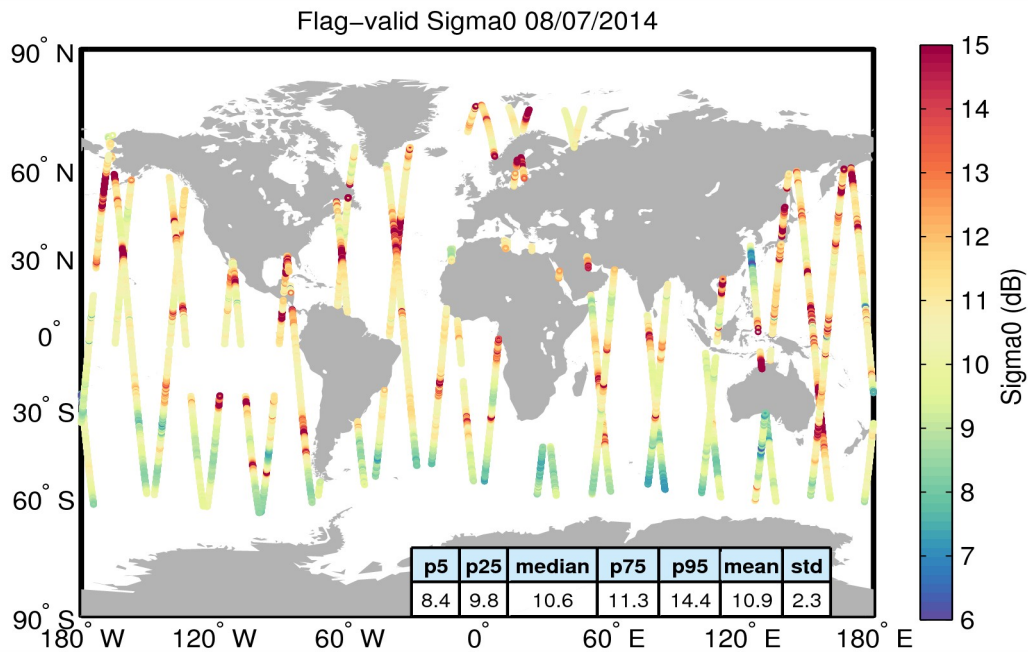 Flag−valid Sigma0 08/07/2014
90° N
60° N
30° N
0°
30° S
60° S
90° S
180° W
120° W
60° W
0°
60° E
120° E
180° E
p5 p25 median p75 p95 mean std
8.4 9.8 10.6 11.3 14.4 10.9 2.3
15
14
13
12
11
10
9
8
7
6
Sigma0 (dB)